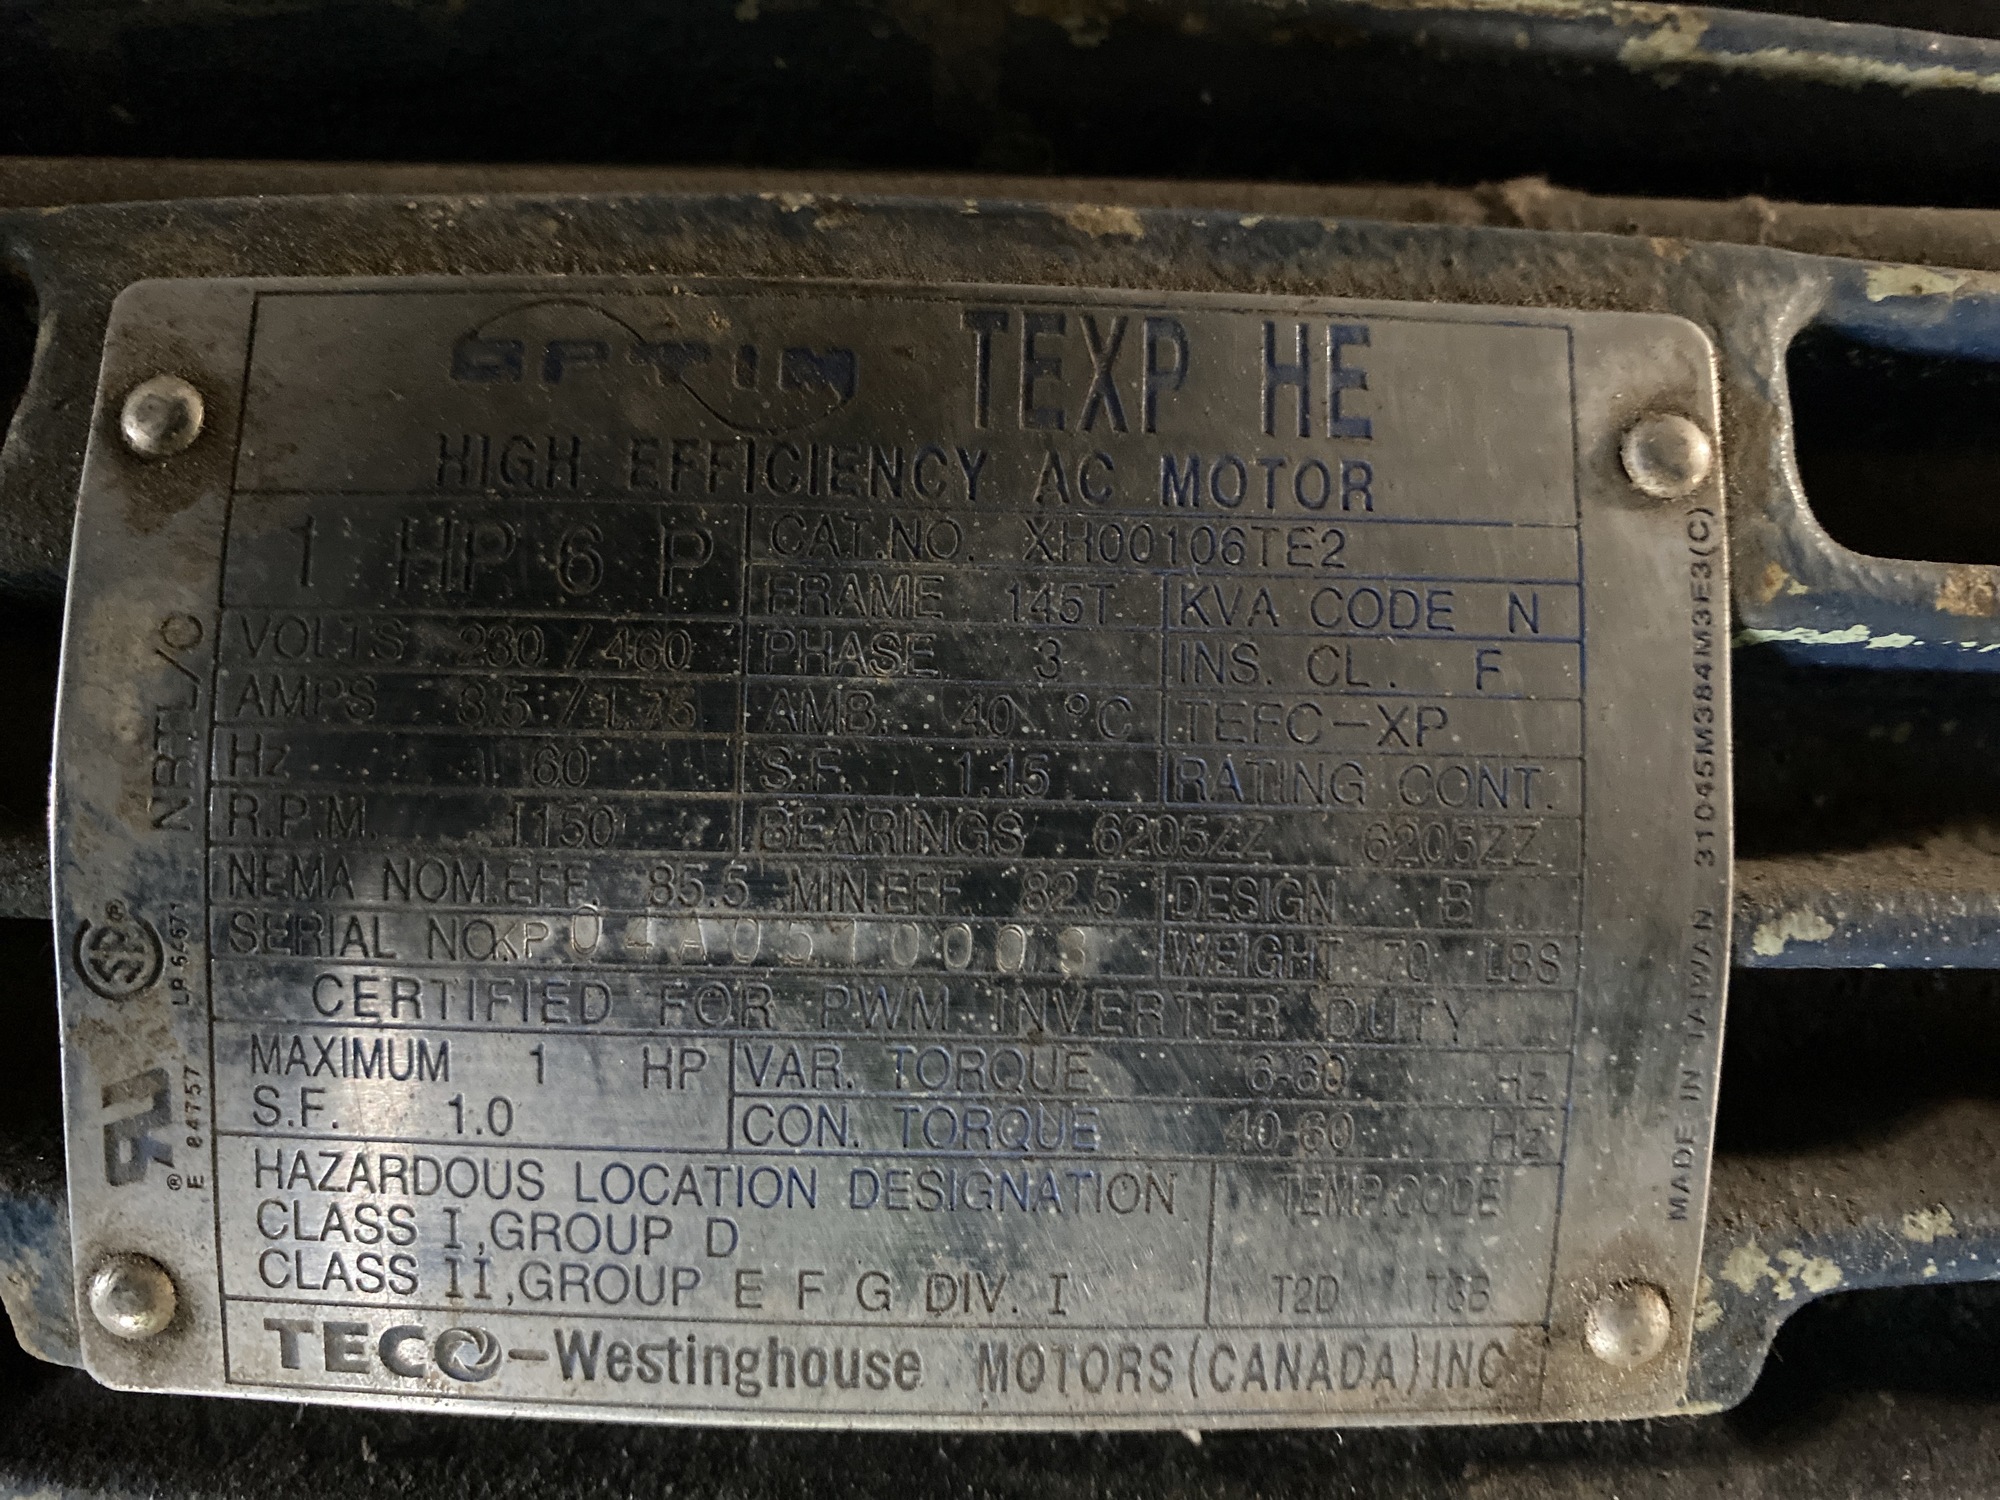 OPTIM TEXP HE
HIGH EFFICIENCY AC MOTOR
1 HP 6 P
CAT.NO. XH00106TE2
FRAME 145T KVA CODE N
VOLTS 230 / 460 PHASE 3 INS. CL. F
AMPS 3.5 / 1.75 AMB. 40 °C TEFC-XP
Hz 60 S.F. 1.15 RATING CONT.
R.P.M. 1150 BEARINGS 6205ZZ 6205ZZ
NEMA NOM.EFF. 85.5 MIN.EFF. 82.5 DESIGN B
SERIAL NO.KP 04A0510003 WEIGHT 70 LBS
CERTIFIED FOR PWM INVERTER DUTY
MAXIMUM 1 HP VAR. TORQUE 6-60 Hz
S.F. 1.0 CON. TORQUE 40-60 Hz
HAZARDOUS LOCATION DESIGNATION TEMP.CODE
CLASS I,GROUP D
CLASS II,GROUP E F G DIV. I T2D T3B
TECO-Westinghouse MOTORS(CANADA)INC
NRTL/C
SP®
LR 64671
®
E 84757
MADE IN TAIWAN 31045M384M3E3(C)